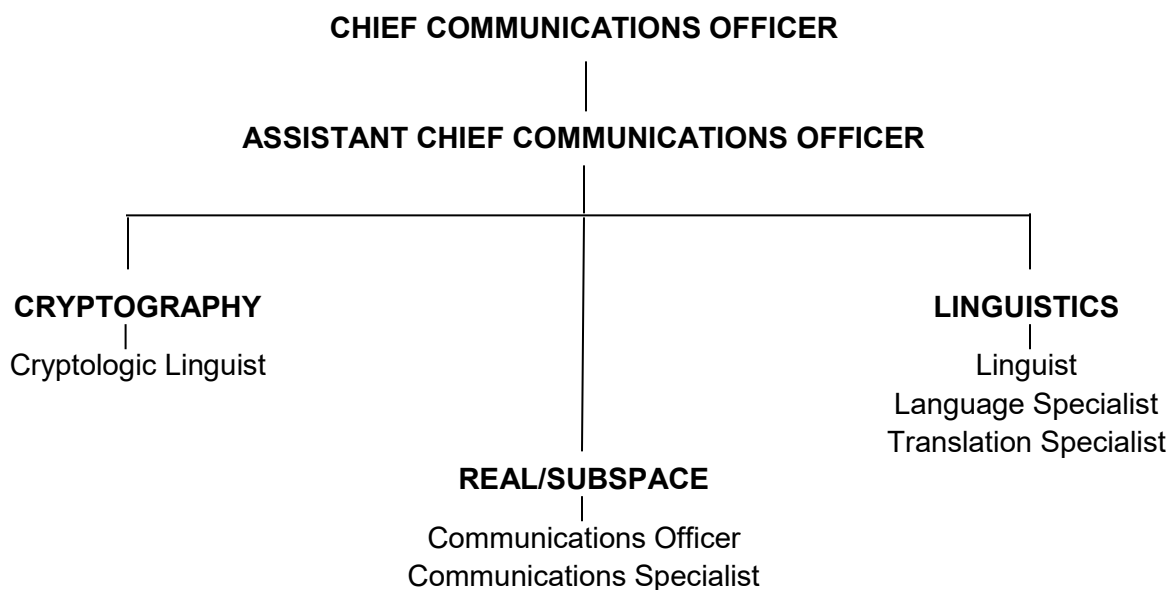 CHIEF COMMUNICATIONS OFFICER
ASSISTANT CHIEF COMMUNICATIONS OFFICER
CRYPTOGRAPHY
Cryptologic Linguist
REAL/SUBSPACE
Communications Officer
Communications Specialist
LINGUISTICS
Linguist
Language Specialist
Translation Specialist